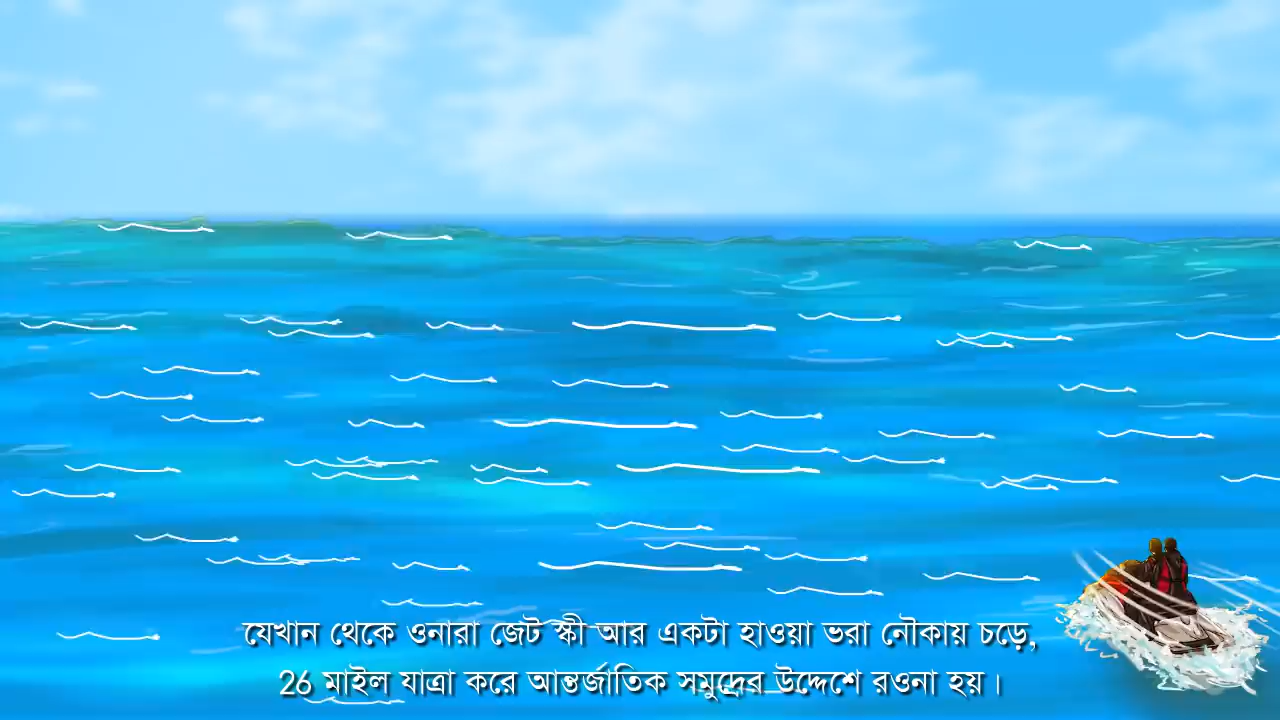 যেখান থেকে ওনারা জেট স্কী আর একটা হাওয়া ভরা নৌকায় চড়ে,
26 মাইল যাত্রা করে আন্তর্জাতিক সমুদ্রের উদ্দেশে রওনা হয়।